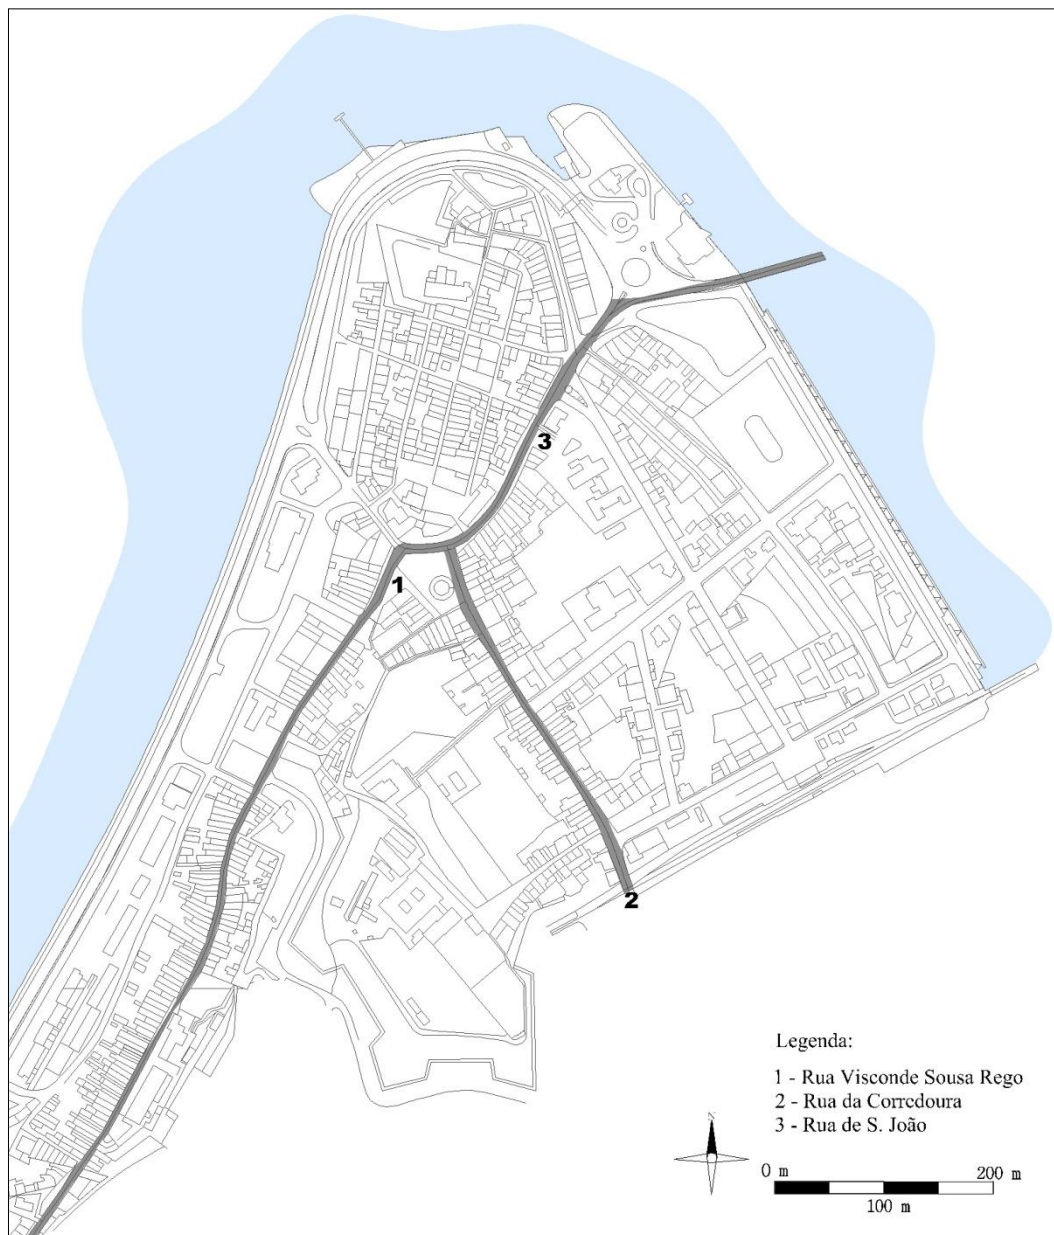 N
3
1
2
Legenda:
1 - Rua Visconde Sousa Rego
2 - Rua da Corredoura
3 - Rua de S. João
0 m 200 m
100 m